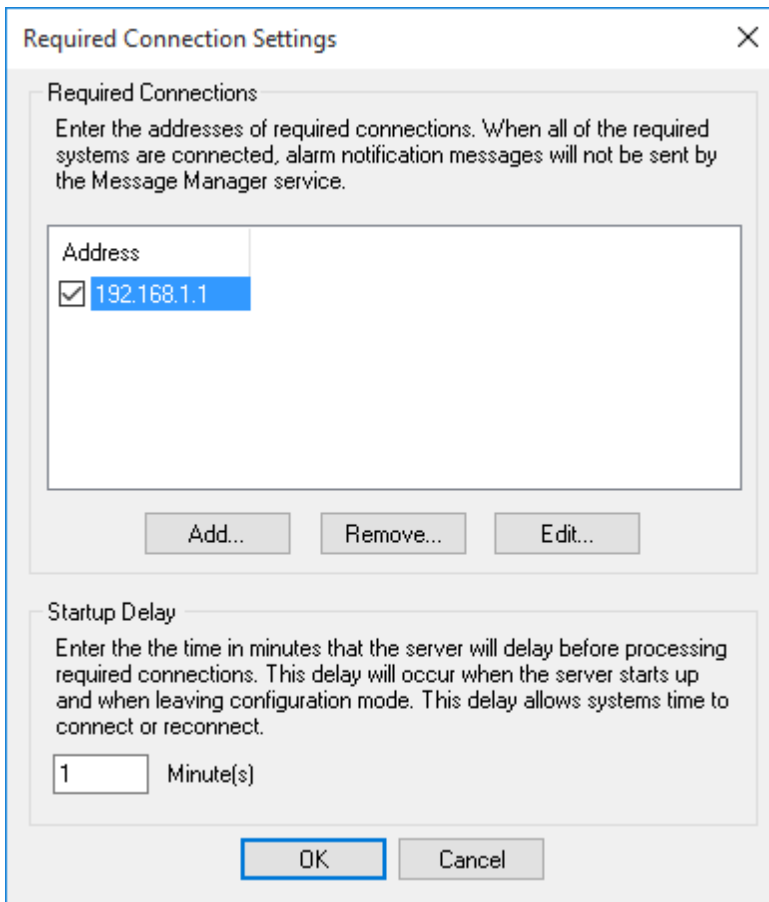 Required Connection Settings
Required Connections
Enter the addresses of required connections. When all of the required
systems are connected, alarm notification messages will not be sent by
the Message Manager service.
Address
192.168.1.1
Add...
Remove...
Edit...
Startup Delay
Enter the the time in minutes that the server will delay before processing
required connections. This delay will occur when the server starts up
and when leaving configuration mode. This delay allows systems time to
connect or reconnect.
1 Minute(s)
OK
Cancel